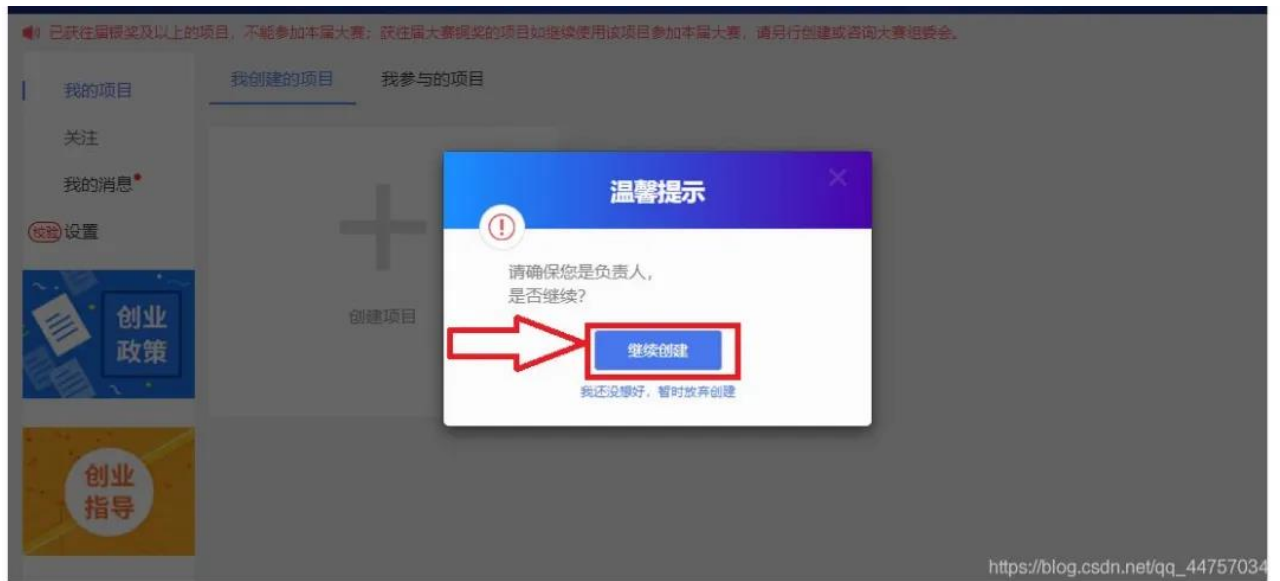 已获往届银奖及以上的项目，不能参加本届大赛；获往届大赛铜奖的项目如继续使用该项目参加本届大赛，请另行创建或咨询大赛组委会。
我的项目
我创建的项目
我参与的项目
关注
我的消息
校验
设置
创业
政策
创建项目
温馨提示
请确保您是负责人，
是否继续？
继续创建
我还没想好，暂时放弃创建
创业
指导
https://blog.csdn.net/qq_44757034